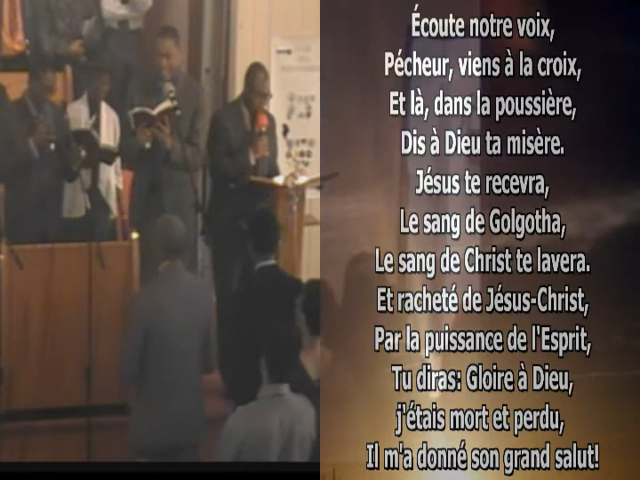 Écoute notre voix,
Pécheur, viens à la croix,
Et là, dans la poussière,
Dis à Dieu ta misère.
Jésus te recevra,
Le sang de Golgotha,
Le sang de Christ te lavera.
Et racheté de Jésus-Christ,
Par la puissance de l'Esprit,
Tu diras: Gloire à Dieu,
j'étais mort et perdu,
Il m'a donné son grand salut!